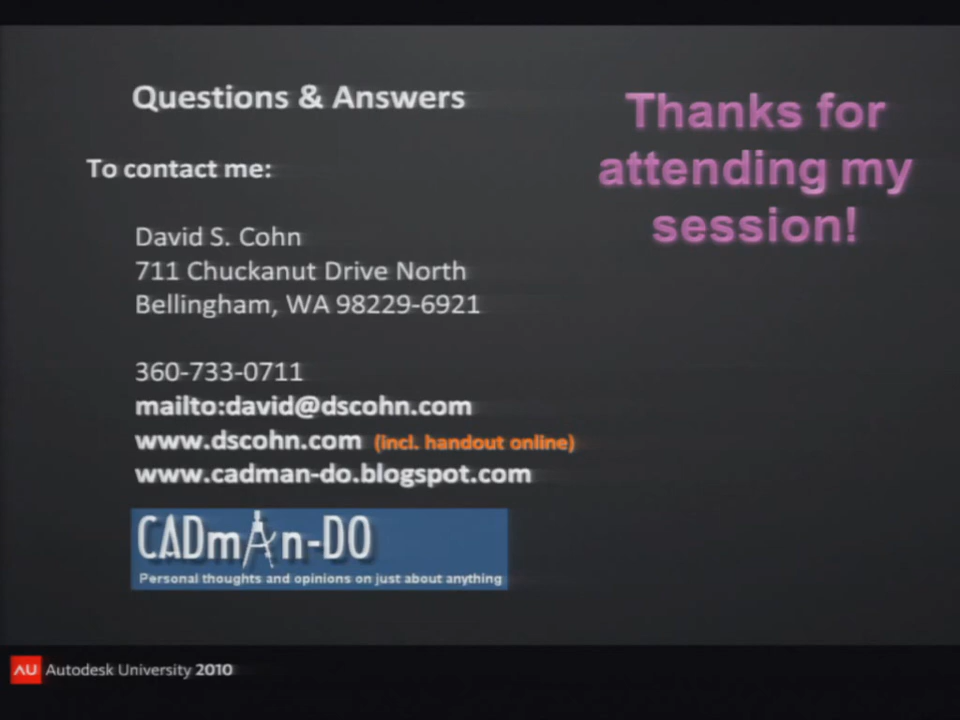 Questions & Answers
Thanks for
attending my
session!
To contact me:
David S. Cohn
711 Chuckanut Drive North
Bellingham, WA 98229-6921
360-733-0711
mailto:david@dscohn.com
www.dscohn.com (incl. handout online)
www.cadman-do.blogspot.com
CADmAn-DO
Personal thoughts and opinions on just about anything
AU Autodesk University 2010